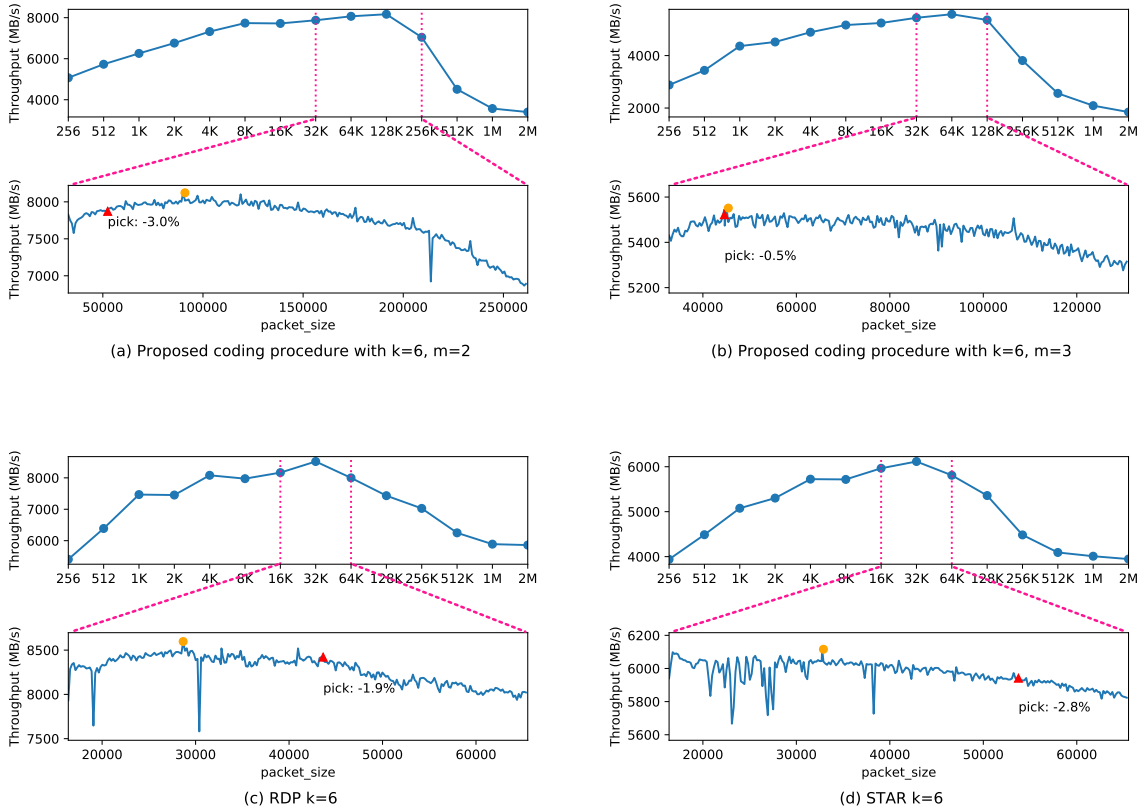 Throughput (MB/s)
8000
6000
4000
256 512 1K 2K 4K 8K 16K 32K 64K 128K 256K 512K 1M 2M
Throughput (MB/s)
8000
7500
7000
pick: -3.0%
50000 100000 150000 200000 250000
packet_size
(a) Proposed coding procedure with k=6, m=2
Throughput (MB/s)
4000
2000
256 512 1K 2K 4K 8K 16K 32K 64K 128K 256K 512K 1M 2M
Throughput (MB/s)
5600
5400
5200
pick: -0.5%
40000 60000 80000 100000 120000
packet_size
(b) Proposed coding procedure with k=6, m=3
Throughput (MB/s)
8000
6000
256 512 1K 2K 4K 8K 16K 32K 64K 128K 256K 512K 1M 2M
Throughput (MB/s)
8500
8000
7500
pick: -1.9%
20000 30000 40000 50000 60000
packet_size
(c) RDP k=6
Throughput (MB/s)
6000
5000
4000
256 512 1K 2K 4K 8K 16K 32K 64K 128K 256K 512K 1M 2M
Throughput (MB/s)
6200
6000
5800
5600
pick: -2.8%
20000 30000 40000 50000 60000
packet_size
(d) STAR k=6